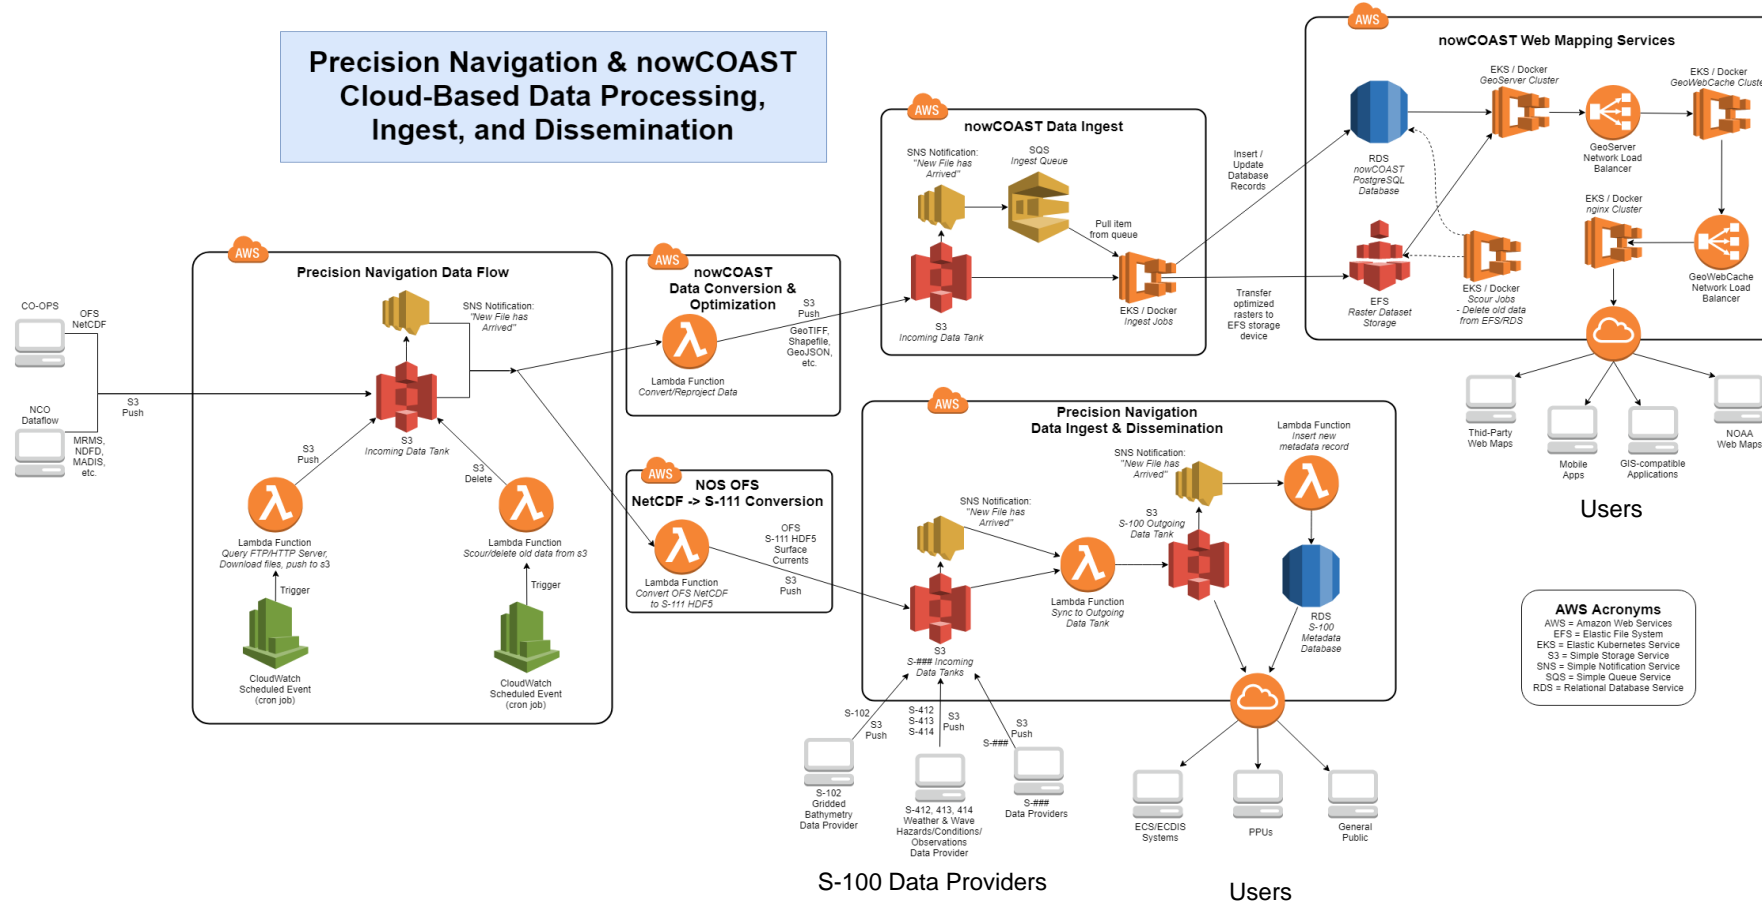 Precision Navigation & nowCOAST
Cloud-Based Data Processing,
Ingest, and Dissemination
CO-OPS
OFS
NetCDF
NCO
Dataflow
MRMS,
NDFD,
MADIS,
etc.
S3
Push
AWS
Precision Navigation Data Flow
SNS Notification:
"New File has
Arrived"
S3
Incoming Data Tank
S3
Push
S3
Delete
Lambda Function
Query FTP/HTTP Server,
Download files, push to s3
Trigger
CloudWatch
Scheduled Event
(cron job)
Lambda Function
Scour/delete old data from s3
Trigger
CloudWatch
Scheduled Event
(cron job)
AWS
nowCOAST
Data Conversion &
Optimization
Lambda Function
Convert/Reproject Data
S3
Push
GeoTIFF,
Shapefile,
GeoJSON,
etc.
AWS
NOS OFS
NetCDF -> S-111 Conversion
Lambda Function
Convert OFS NetCDF
to S-111 HDF5
OFS
S-111 HDF5
Surface
Currents
S3
Push
AWS
nowCOAST Data Ingest
SNS Notification:
"New File has
Arrived"
SQS
Ingest Queue
Pull item
from queue
S3
Incoming Data Tank
EKS / Docker
Ingest Jobs
Insert /
Update
Database
Records
Transfer
optimized
rasters to
EFS storage
device
AWS
nowCOAST Web Mapping Services
RDS
nowCOAST
PostgreSQL
Database
EKS / Docker
GeoServer Cluster
GeoServer
Network Load
Balancer
EKS / Docker
GeoWebCache Cluster
EKS / Docker
nginx Cluster
GeoWebCache
Network Load
Balancer
EFS
Raster Dataset
Storage
EKS / Docker
Scour Jobs
- Delete old data
from EFS/RDS
Thid-Party
Web Maps
Mobile
Apps
GIS-compatible
Applications
NOAA
Web Maps
Users
AWS
Precision Navigation
Data Ingest & Dissemination
SNS Notification:
"New File has
Arrived"
S3
S-### Incoming
Data Tanks
Lambda Function
Sync to Outgoing
Data Tank
SNS Notification:
"New File has
Arrived"
S3
S-100 Outgoing
Data Tank
Lambda Function
Insert new
metadata record
RDS
S-100
Metadata
Database
S-102
S3
Push
S-412
S-413
S-414
S3
Push
S3
Push
S-###
S-102
Gridded
Bathymetry
Data Provider
S-412, 413, 414
Weather & Wave
Hazards/Conditions/
Observations
Data Provider
S-###
Data Providers
S-100 Data Providers
ECS/ECDIS
Systems
PPUs
General
Public
Users
AWS Acronyms
AWS = Amazon Web Services
EFS = Elastic File System
EKS = Elastic Kubernetes Service
S3 = Simple Storage Service
SNS = Simple Notification Service
SQS = Simple Queue Service
RDS = Relational Database Service